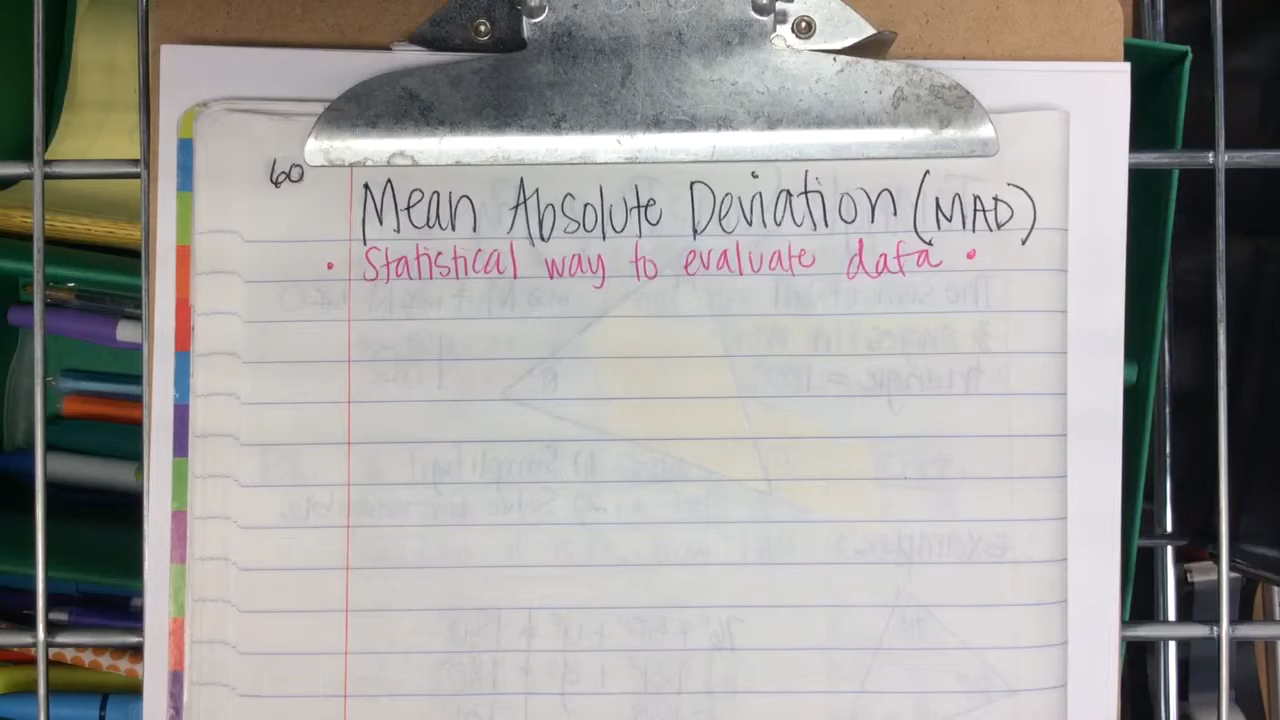 60
Mean Absolute Deviation (MAD)
• Statistical way to evaluate data •